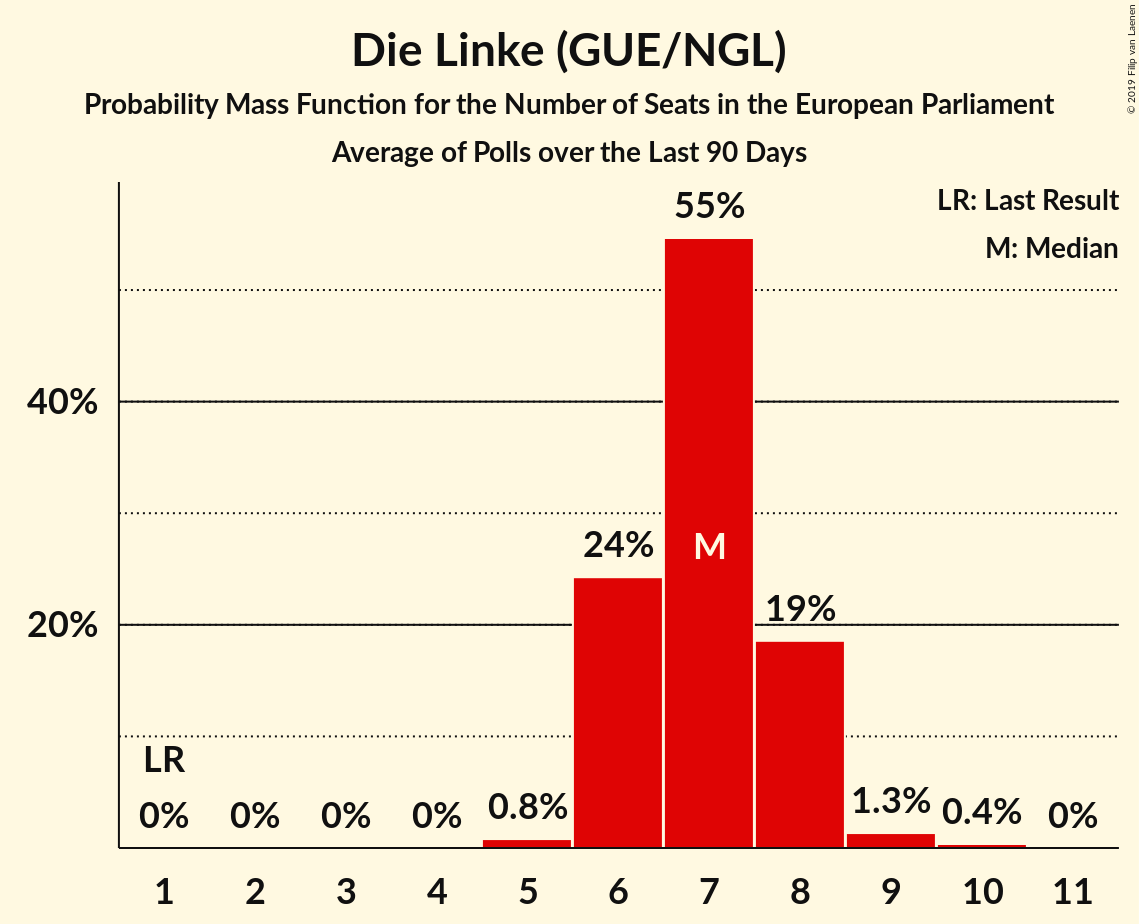 Die Linke (GUE/NGL)
Probability Mass Function for the Number of Seats in the European Parliament
Average of Polls over the Last 90 Days
© 2019 Filip van Laenen
LR: Last Result
M: Median
55%
40%
24%
M
20%
19%
LR
0%
0%
0%
0%
0.8%
1.3%
0.4%
0%
1 2 3 4 5 6 7 8 9 10 11